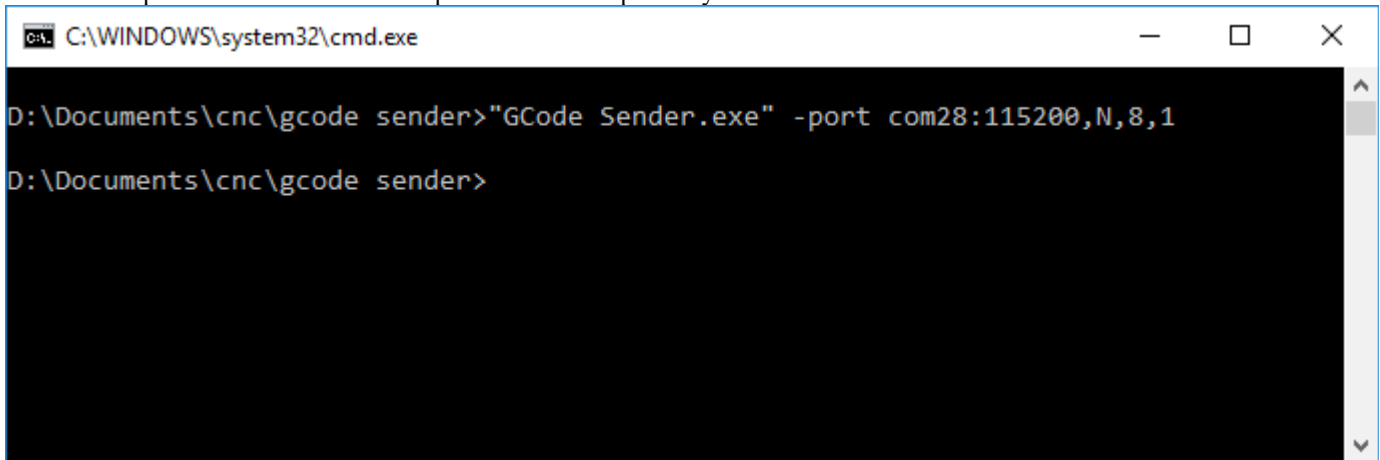 C:\WINDOWS\system32\cmd.exe
D:\Documents\cnc\gcode sender>"GCode Sender.exe" -port com28:115200,N,8,1
D:\Documents\cnc\gcode sender>